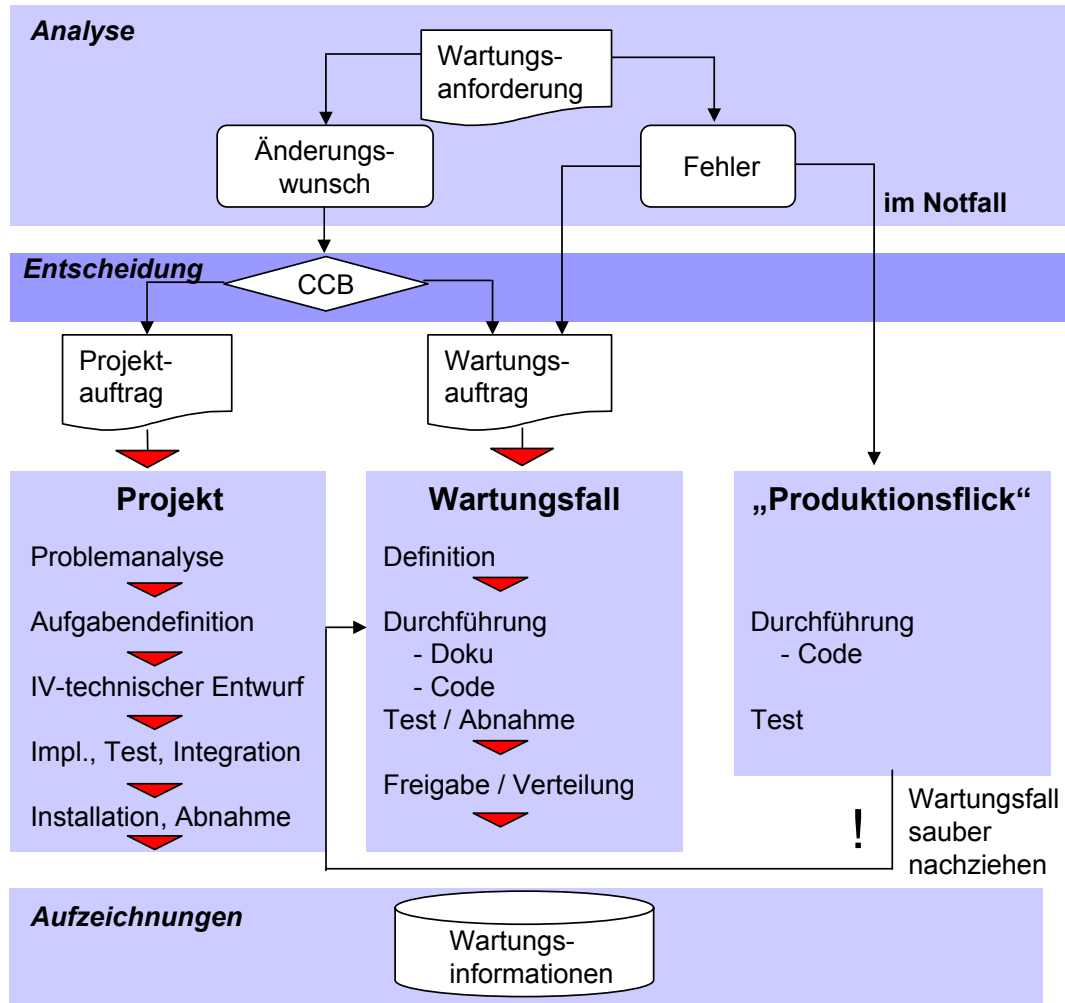 Analyse
Wartungs-
anforderung
Änderungs-
wunsch
Fehler
im Notfall
Entscheidung
CCB
Projekt-
auftrag
Wartungs-
auftrag
Projekt
Problemanalyse
Aufgabendefinition
IV-technischer Entwurf
Impl., Test, Integration
Installation, Abnahme
Wartungsfall
Definition
Durchführung
- Doku
- Code
Test / Abnahme
Freigabe / Verteilung
„Produktionsflick“
Durchführung
- Code
Test
!
Wartungsfall
sauber
nachziehen
Aufzeichnungen
Wartungs-
informationen